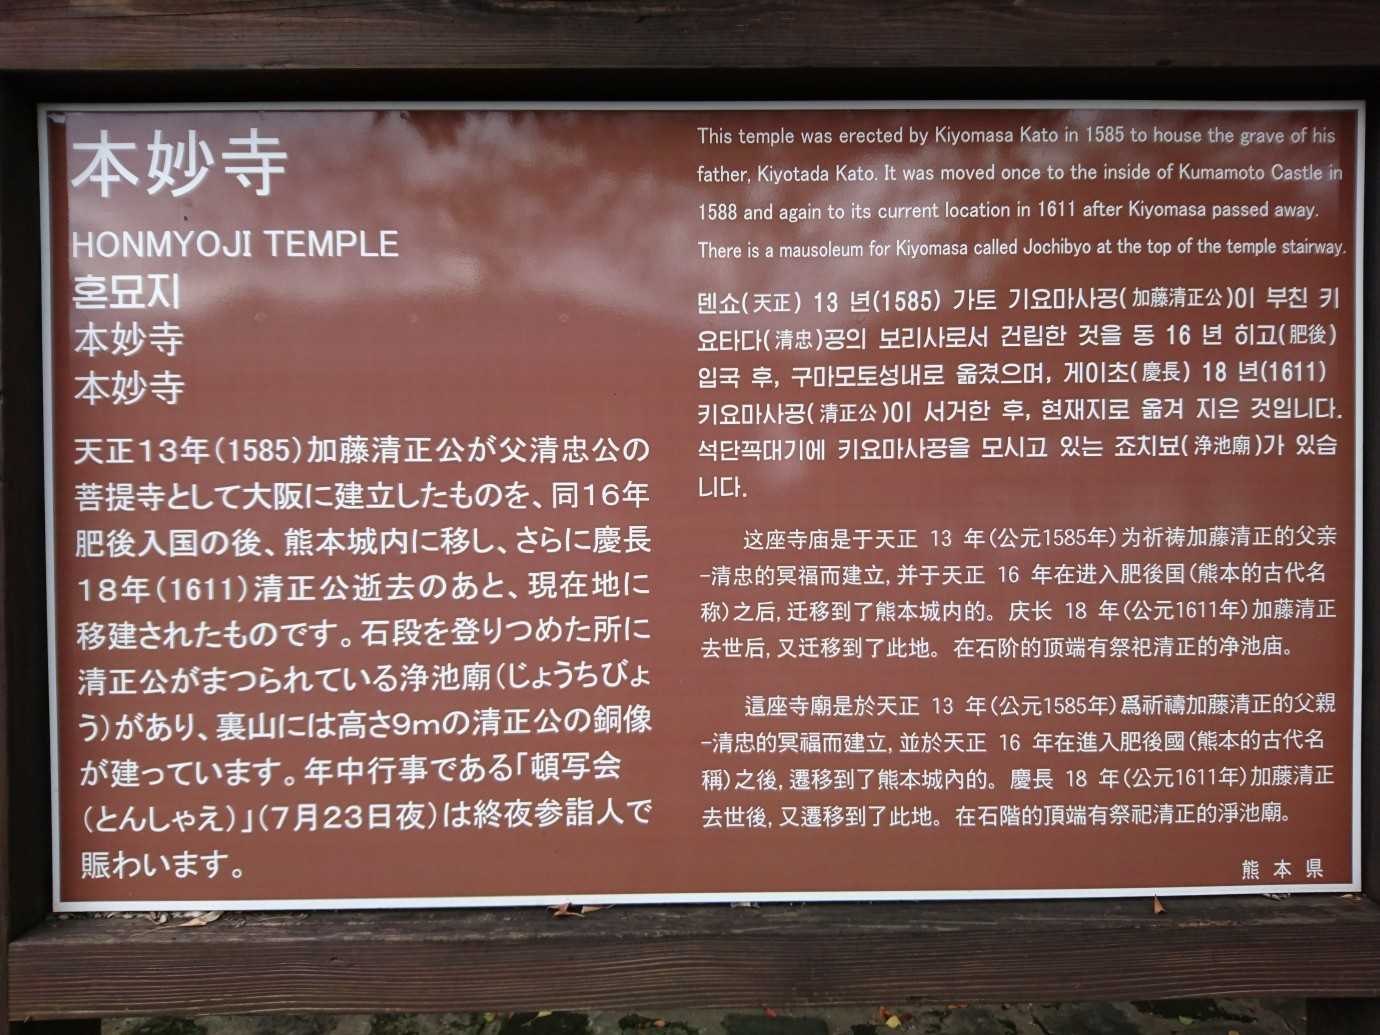 本妙寺
HONMYOJI TEMPLE
혼묘지
本妙寺
本妙寺
天正13年(1585)加藤清正公が父清忠公の
菩提寺として大阪に建立したものを、同16年
肥後入国の後、熊本城内に移し、さらに慶長
18年(1611)清正公逝去のあと、現在地に
移建されたものです。石段を登りつめた所に
清正公がまつられている浄池廟(じょうちびょ
う)があり、裏山には高さ9mの清正公の銅像
が建っています。年中行事である「頓写会
(とんしゃえ)」(7月23日夜)は終夜参詣人で
賑わいます。
This temple was erected by Kiyomasa Kato in 1585 to house the grave of his
father, Kiyotada Kato. It was moved once to the inside of Kumamoto Castle in
1588 and again to its current location in 1611 after Kiyomasa passed away.
There is a mausoleum for Kiyomasa called Jochibyo at the top of the temple stairway.
덴쇼(天正) 13 년(1585) 가토 기요마사공(加藤清正公)이 부친 키
요타다(清忠)공의 보리사로서 건립한 것을 동 16 년 히고(肥後)
입국 후, 구마모토성내로 옮겼으며, 게이초(慶長) 18 년(1611)
키요마사공(清正公)이 서거한 후, 현재지로 옮겨 지은 것입니다.
석단꼭대기에 키요마사공을 모시고 있는 죠치뵤(浄池廟)가 있습
니다.
这座寺庙是于天正 13 年(公元1585年)为祈祷加藤清正的父亲
-清忠的冥福而建立, 并于天正 16 年在进入肥後国(熊本的古代名
称)之后, 迁移到了熊本城内的。庆长 18 年(公元1611年)加藤清正
去世后, 又迁移到了此地。在石阶的顶端有祭祀清正的净池庙。
這座寺廟是於天正 13 年(公元1585年)爲祈禱加藤清正的父親
-清忠的冥福而建立, 並於天正 16 年在進入肥後國(熊本的古代名
稱)之後, 遷移到了熊本城內的。慶長 18 年(公元1611年)加藤清正
去世後, 又遷移到了此地。在石階的頂端有祭祀清正的淨池廟。
熊本県